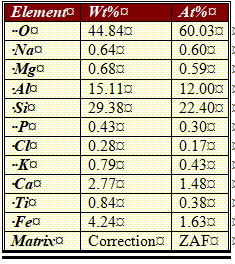 Element¤ Wt%¤ At%¤ ¤
··O¤ 44.84¤ 60.03¤ ¤
·Na¤ 0.64¤ 0.60¤ ¤
·Mg¤ 0.68¤ 0.59¤ ¤
·Al¤ 15.11¤ 12.00¤ ¤
·Si¤ 29.38¤ 22.40¤ ¤
··P¤ 0.43¤ 0.30¤ ¤
·Cl¤ 0.28¤ 0.17¤ ¤
··K¤ 0.79¤ 0.43¤ ¤
·Ca¤ 2.77¤ 1.48¤ ¤
·Ti¤ 0.84¤ 0.38¤ ¤
·Fe¤ 4.24¤ 1.63¤ ¤
Matrix¤ Correction¤ ZAF¤ ¤